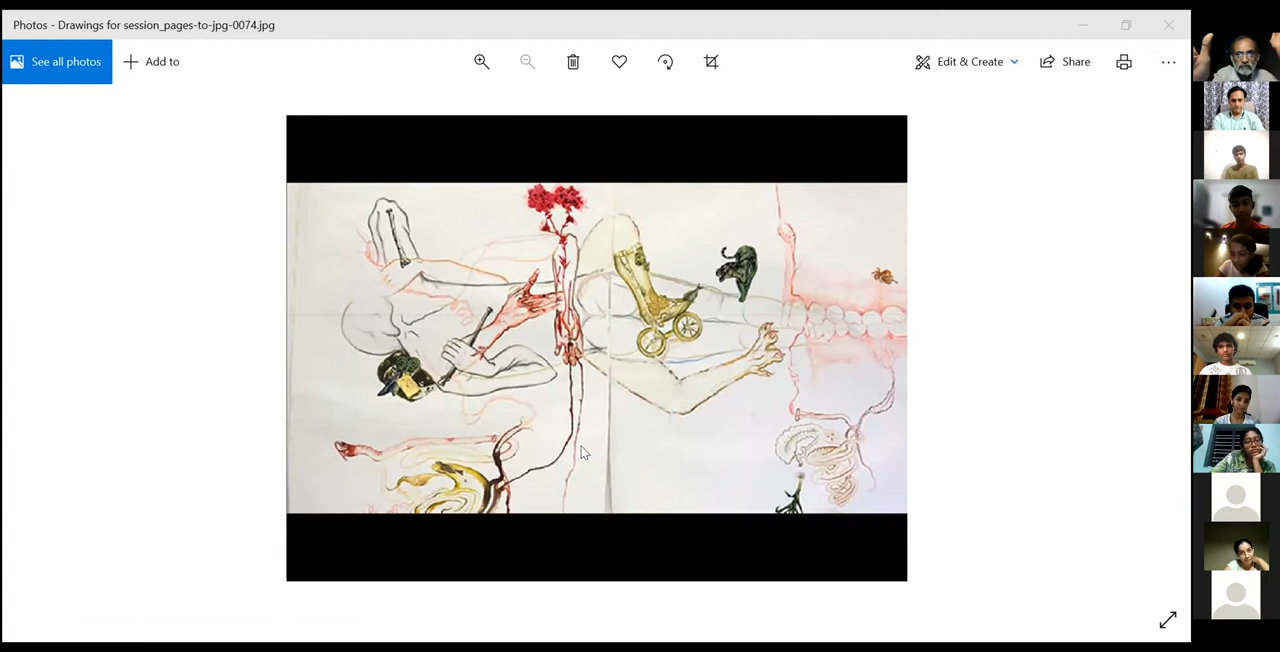 Photos - Drawings for session_pages-to-jpg-0074.jpg
See all photos
Add to
Edit & Create
Share